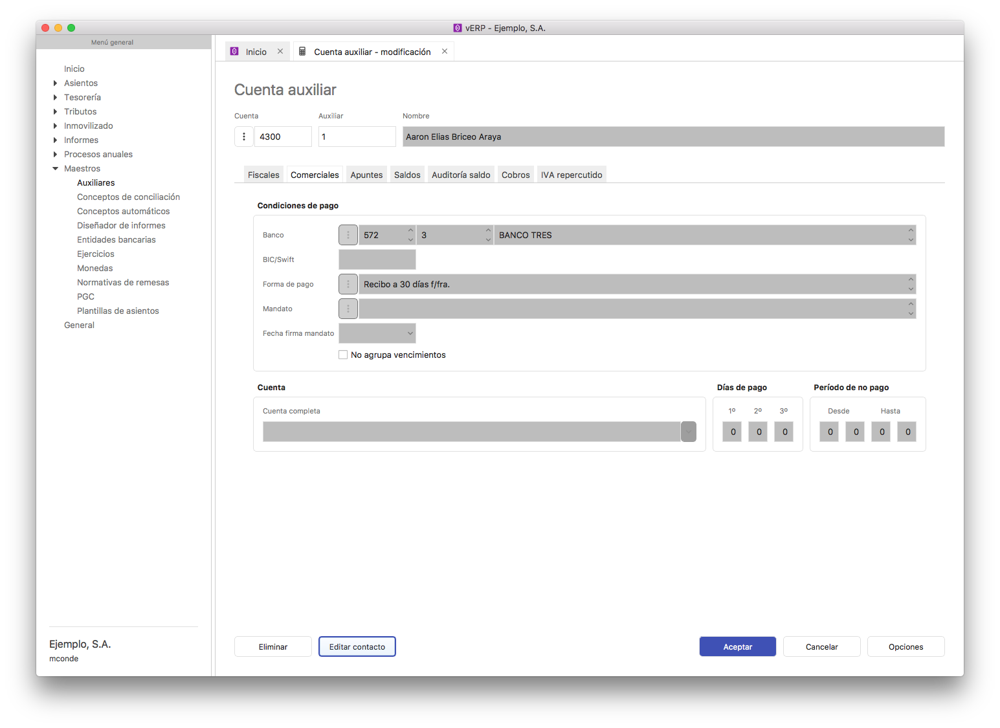 vERP - Ejemplo, S.A.
Menú general
Inicio
Asientos
Tesorería
Tributos
Inmovilizado
Informes
Procesos anuales
Maestros
Auxiliares
Conceptos de conciliación
Conceptos automáticos
Diseñador de informes
Entidades bancarias
Ejercicios
Monedas
Normativas de remesas
PGC
Plantillas de asientos
General
Ejemplo, S.A.
mconde
Inicio
Cuenta auxiliar - modificación
Cuenta auxiliar
Cuenta Auxiliar Nombre
4300 1 Aaron Elias Briceo Araya
Fiscales Comerciales Apuntes Saldos Auditoría saldo Cobros IVA repercutido
Condiciones de pago
Banco 572 3 BANCO TRES
BIC/Swift
Forma de pago Recibo a 30 días f/fra.
Mandato
Fecha firma mandato
No agrupa vencimientos
Cuenta Días de pago Período de no pago
Cuenta completa 1º 2º 3º Desde Hasta
0 0 0 0 0 0 0
Eliminar Editar contacto Aceptar Cancelar Opciones